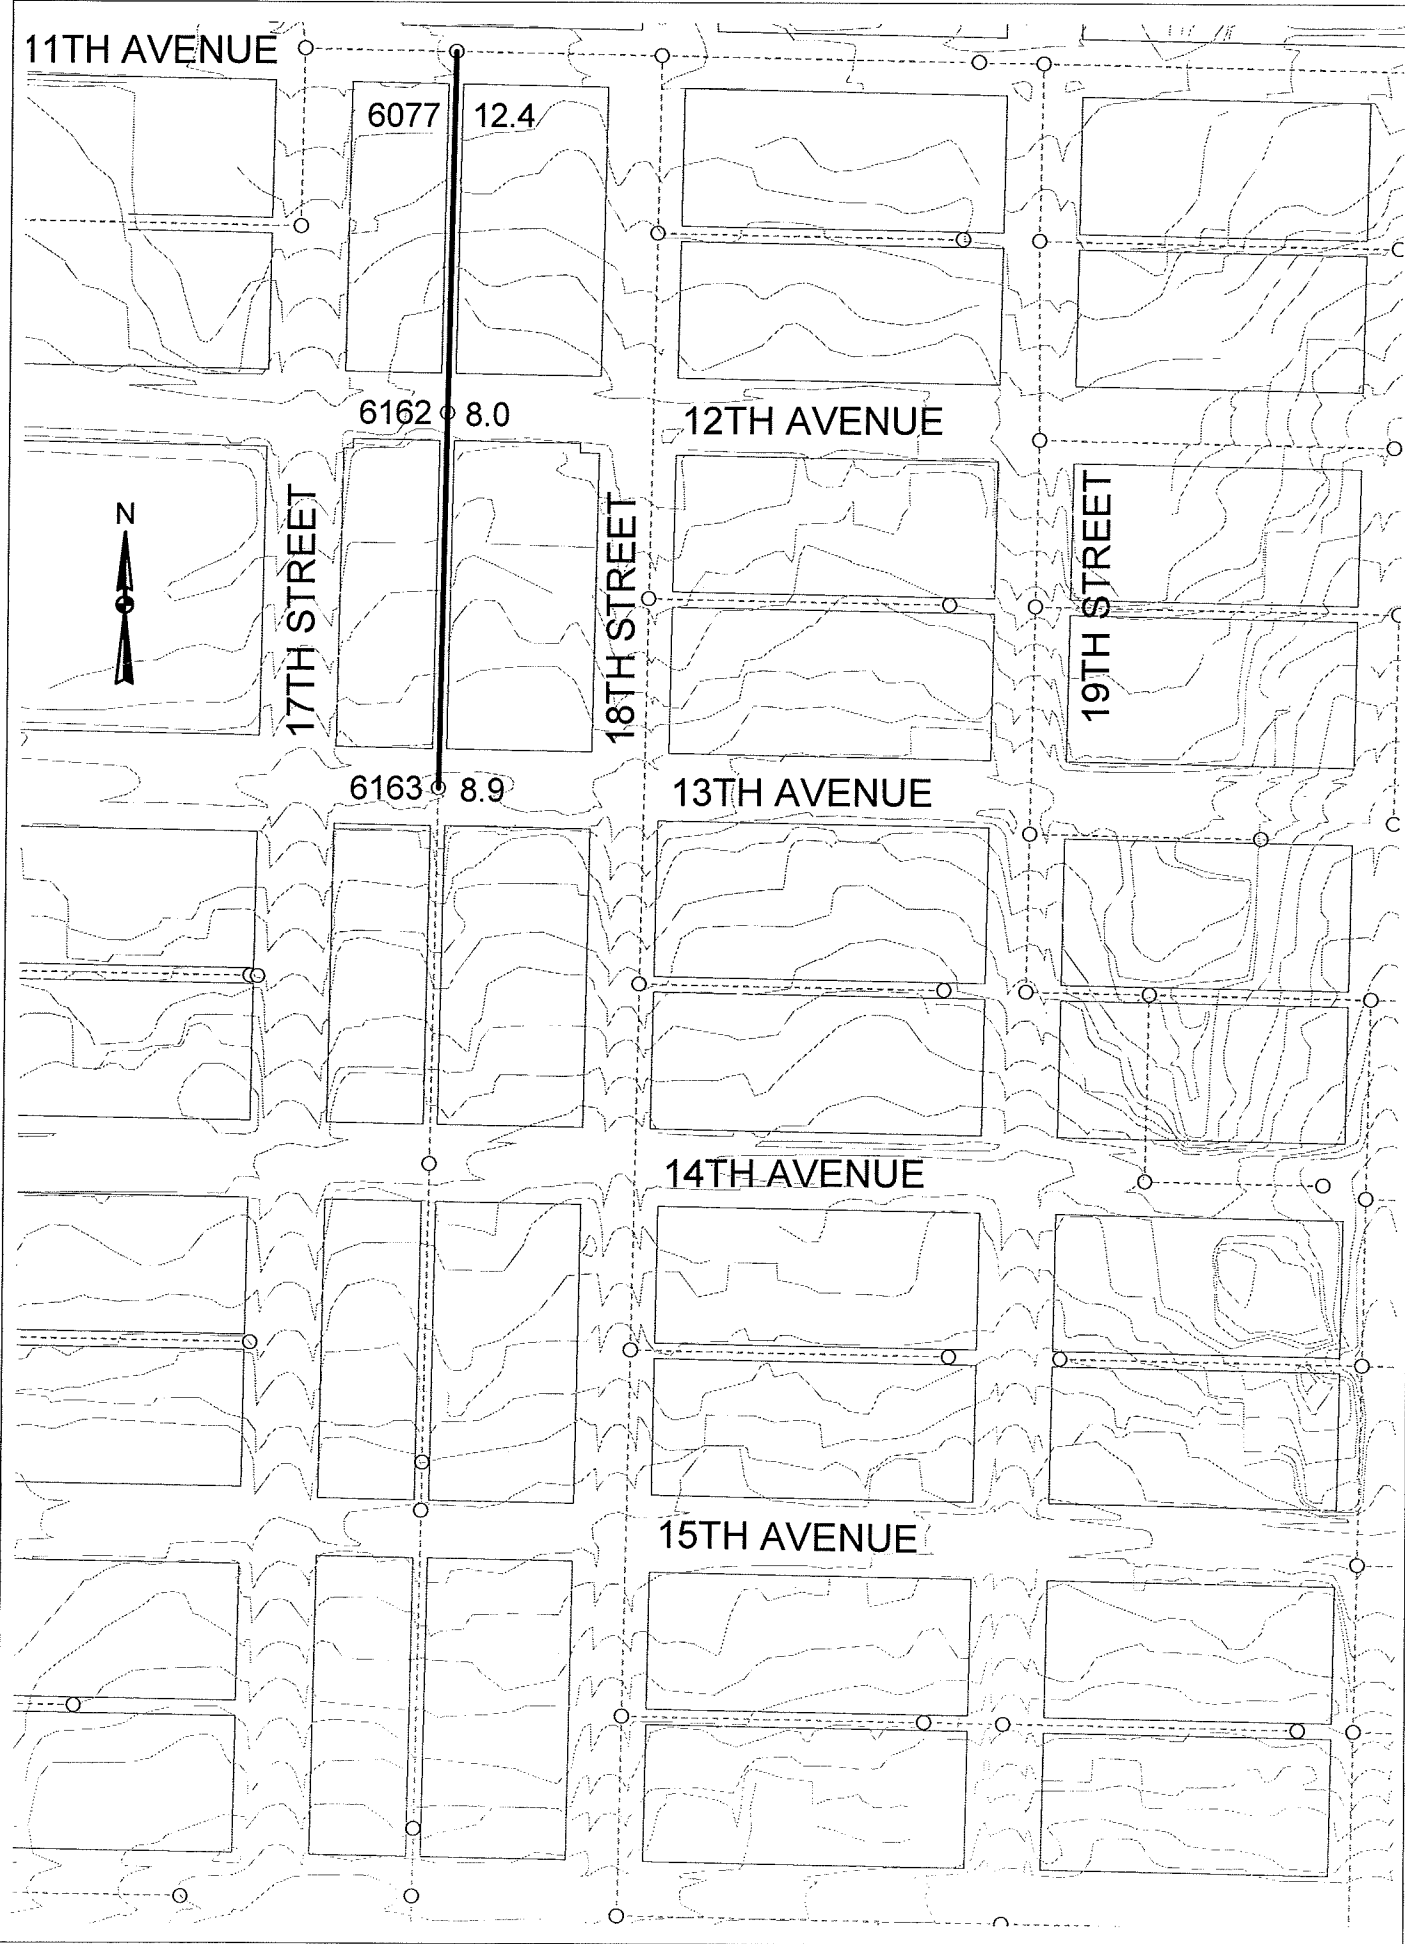 11TH AVENUE
6077 12.4
6162 8.0
12TH AVENUE
N
17TH STREET
18TH STREET
19TH STREET
6163 8.9
13TH AVENUE
14TH AVENUE
15TH AVENUE